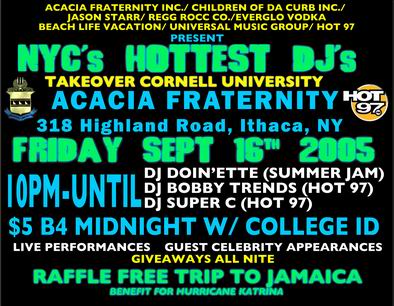 ACACIA FRATERNITY INC./ CHILDREN OF DA CURB INC./
JASON STARR/ REGG ROCC CO./EVERGLO VODKA
BEACH LIFE VACATION/ UNIVERSAL MUSIC GROUP/ HOT 97
PRESENT
NYC's HOTTEST DJ's
TAKEOVER CORNELL UNIVERSITY
ACACIA FRATERNITY
HOT 97
318 Highland Road, Ithaca, NY
FRIDAY SEPT 16TH 2005
10PM-UNTIL
DJ DOIN'ETTE (SUMMER JAM)
DJ BOBBY TRENDS (HOT 97)
DJ SUPER C (HOT 97)
$5 B4 MIDNIGHT W/ COLLEGE ID
LIVE PERFORMANCES GUEST CELEBRITY APPEARANCES
GIVEAWAYS ALL NITE
RAFFLE FREE TRIP TO JAMAICA
BENEFIT FOR HURRICANE KATRINA